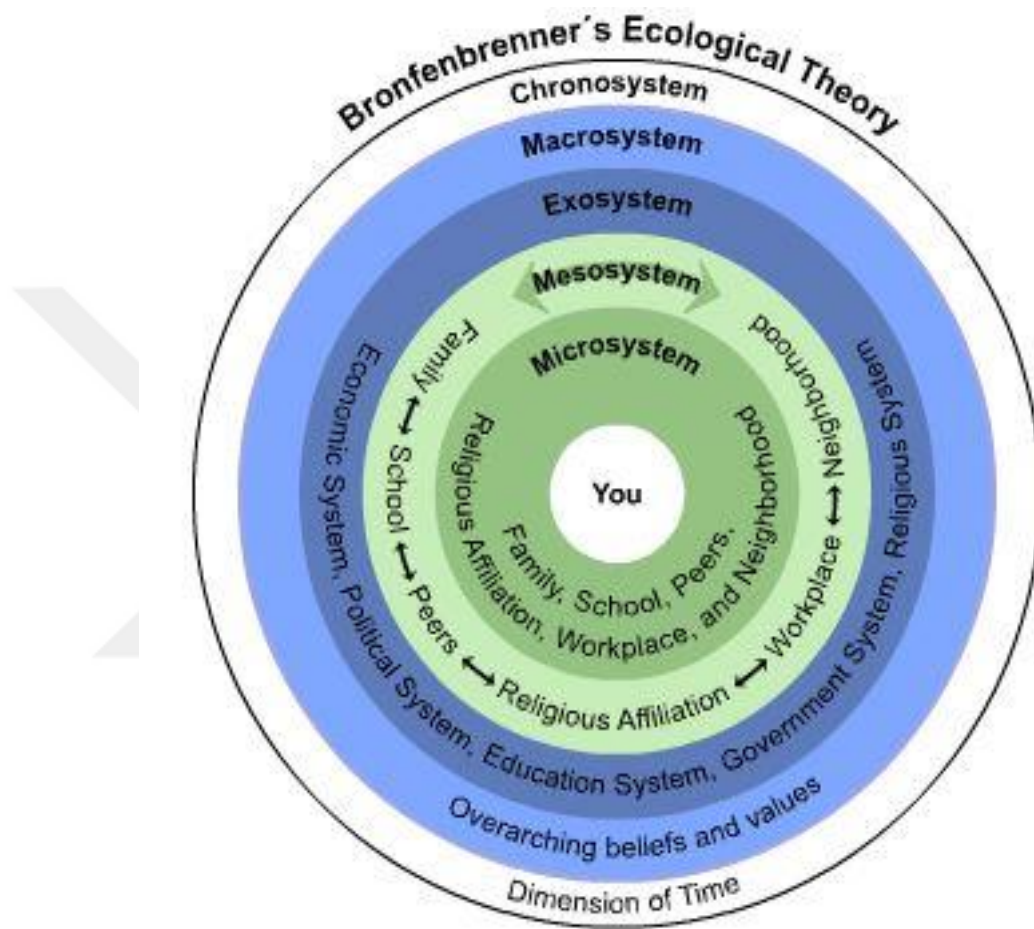 Bronfenbrenner´s Ecological Theory
Chronosystem
Macrosystem
Exosystem
Mesosystem
Microsystem
You
Family, School, Peers,
Religious Affiliation, Workplace, and Neighborhood
Family ↔ School ↔ Peers ↔ Religious Affiliation ↔ Workplace ↔ Neighborhood
Economic System, Political System, Education System, Government System, Religious System
Overarching beliefs and values
Dimension of Time